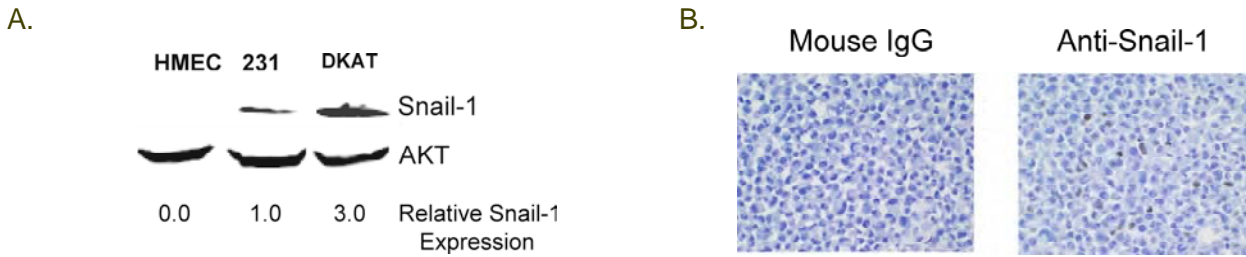 A.
HMEC 231 DKAT
Snail-1
AKT
0.0 1.0 3.0 Relative Snail-1
Expression
B.
Mouse IgG Anti-Snail-1